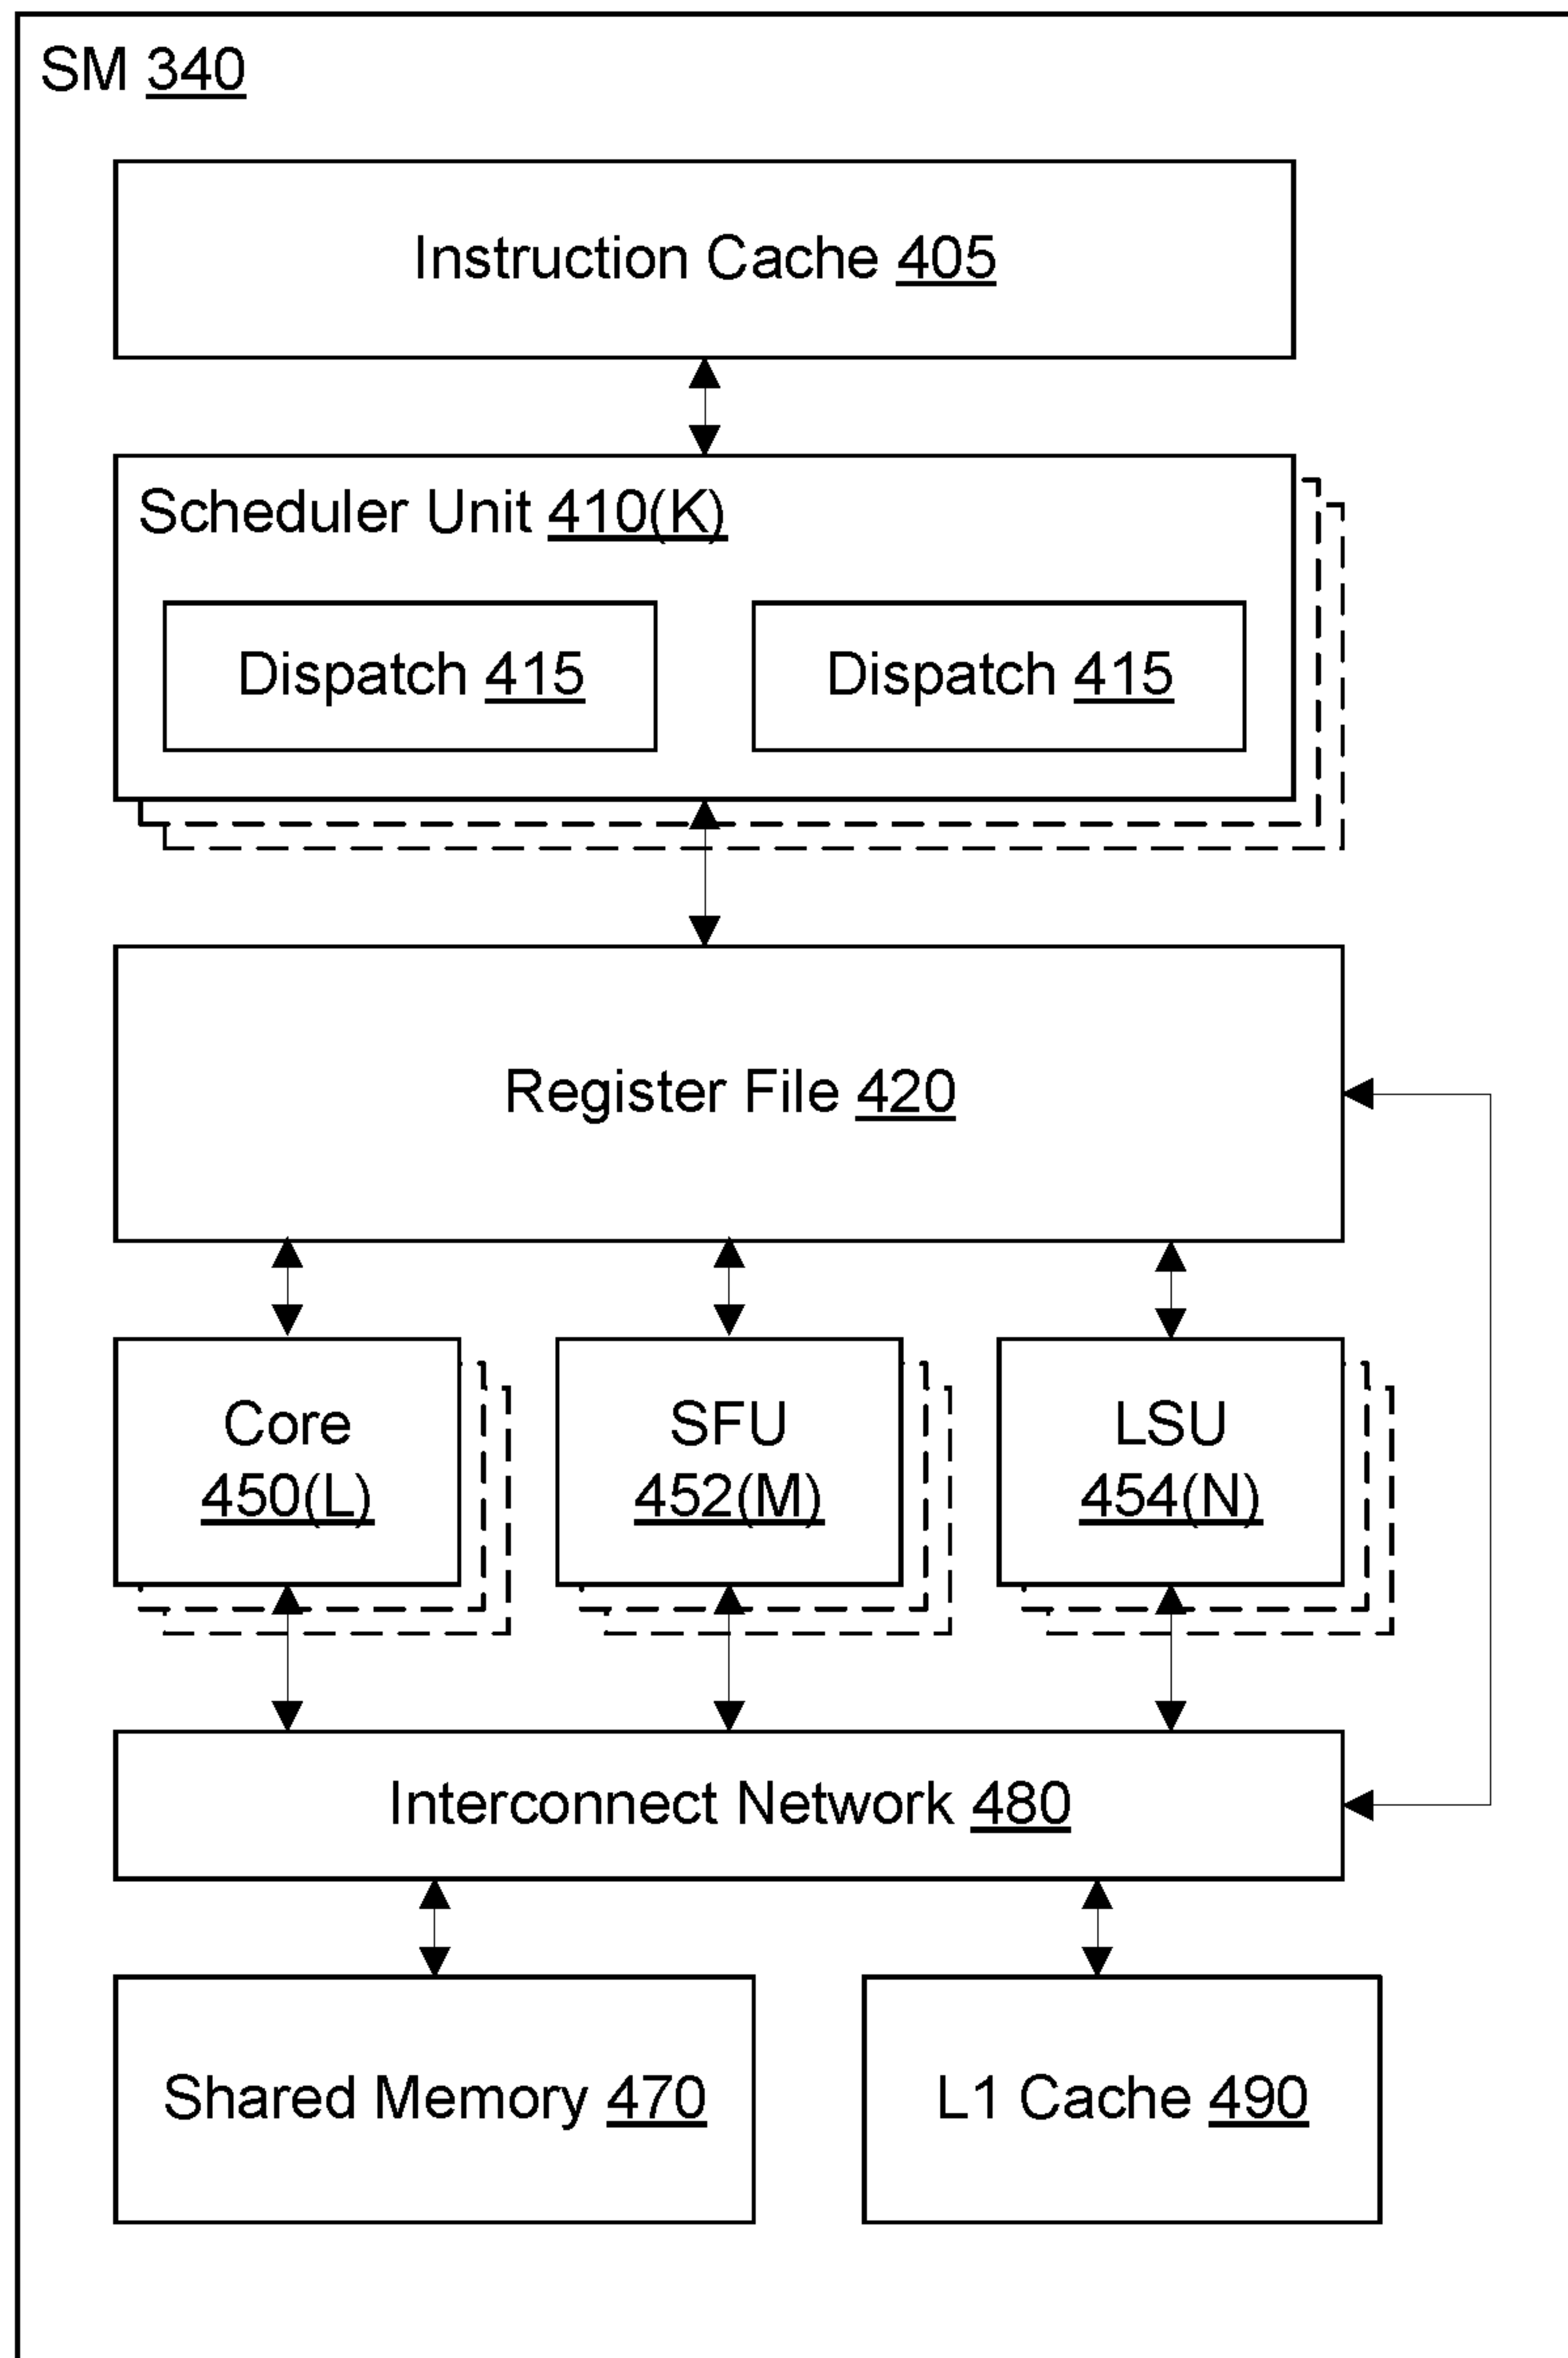 SM 340
Instruction Cache 405
Scheduler Unit 410(K)
Dispatch 415
Dispatch 415
Register File 420
Core
450(L)
SFU
452(M)
LSU
454(N)
Interconnect Network 480
Shared Memory 470
L1 Cache 490